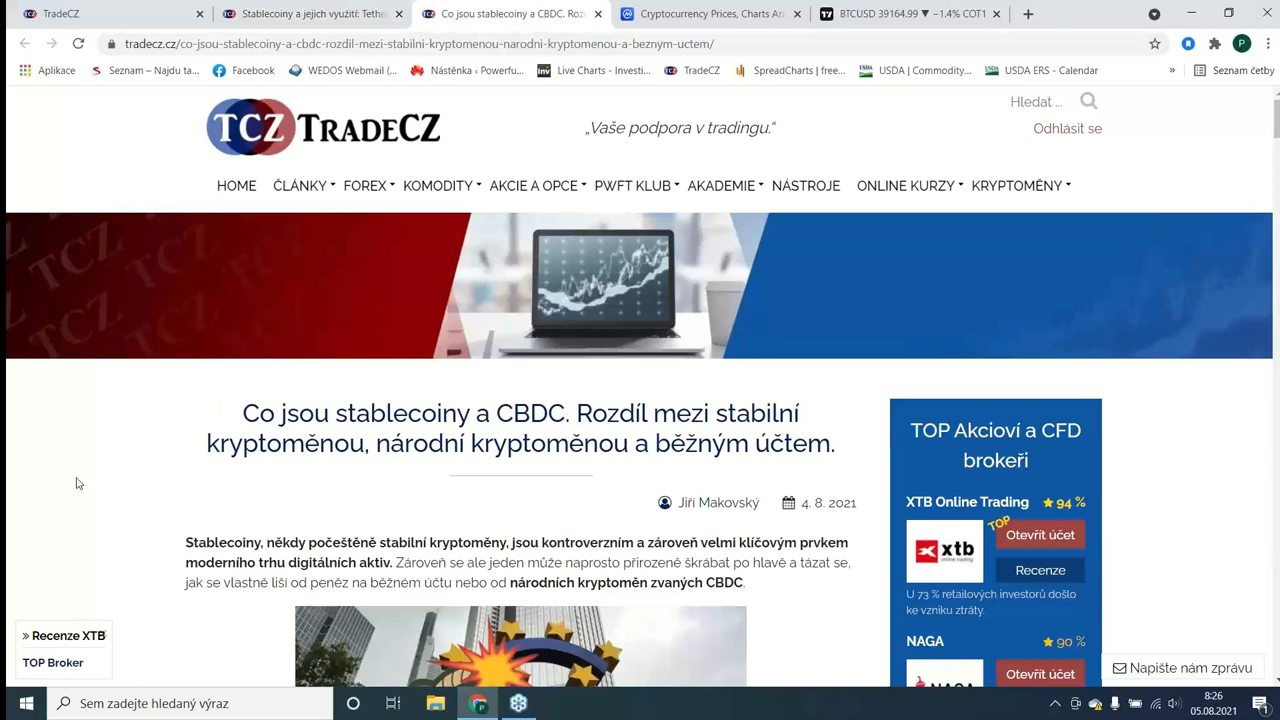 TradeCZ
Stablecoiny a jejich využití: Tethe
Co jsou stablecoiny a CBDC. Roz
Cryptocurrency Prices, Charts An
BTCUSD 39164.99 ▼ −1.4% COT1
tradecz.cz/co-jsou-stablecoiny-a-cbdc-rozdil-mezi-stabilni-kryptomenou-narodni-kryptomenou-a-beznym-uctem/
P
Aplikace
Seznam – Najdu ta...
Facebook
WEDOS Webmail (...
Nástěnka ‹ Powerfu...
Live Charts - Investi...
TradeCZ
SpreadCharts | free...
USDA | Commodity...
USDA ERS - Calendar
»
Seznam četby
TCZ TRADECZ
„Vaše podpora v tradingu.“
Hledat ...
Odhlásit se
HOME ČLÁNKY FOREX KOMODITY AKCIE A OPCE PWFT KLUB AKADEMIE NÁSTROJE ONLINE KURZY KRYPTOMĚNY
TCZ TCZ
TCZ TCZ
Co jsou stablecoiny a CBDC. Rozdíl mezi stabilní
kryptoměnou, národní kryptoměnou a běžným účtem.
Jiří Makovský 4. 8. 2021
Stablecoiny, někdy počeštoně stabilní kryptoměny, jsou kontroverzním a zároveň velmi klíčovým prvkem
moderního trhu digitálních aktiv. Zároveň se ale jeden může naprosto přirozeně škrábat po hlavě a tázat se,
jak se vlastně liší od peněz na běžném účtu nebo od národních kryptoměn zvaných CBDC.
TOP Akcioví a CFD
brokeři
XTB Online Trading 94 %
TOP
xtb
online trading
Otevřít účet
Recenze
U 73 % retailových investorů došlo
ke vzniku ztráty.
NAGA 90 %
NAGA
Otevřít účet
» Recenze XTB
TOP Broker
Napište nám zprávu
Sem zadejte hledaný výraz
8:26
05.08.2021
1